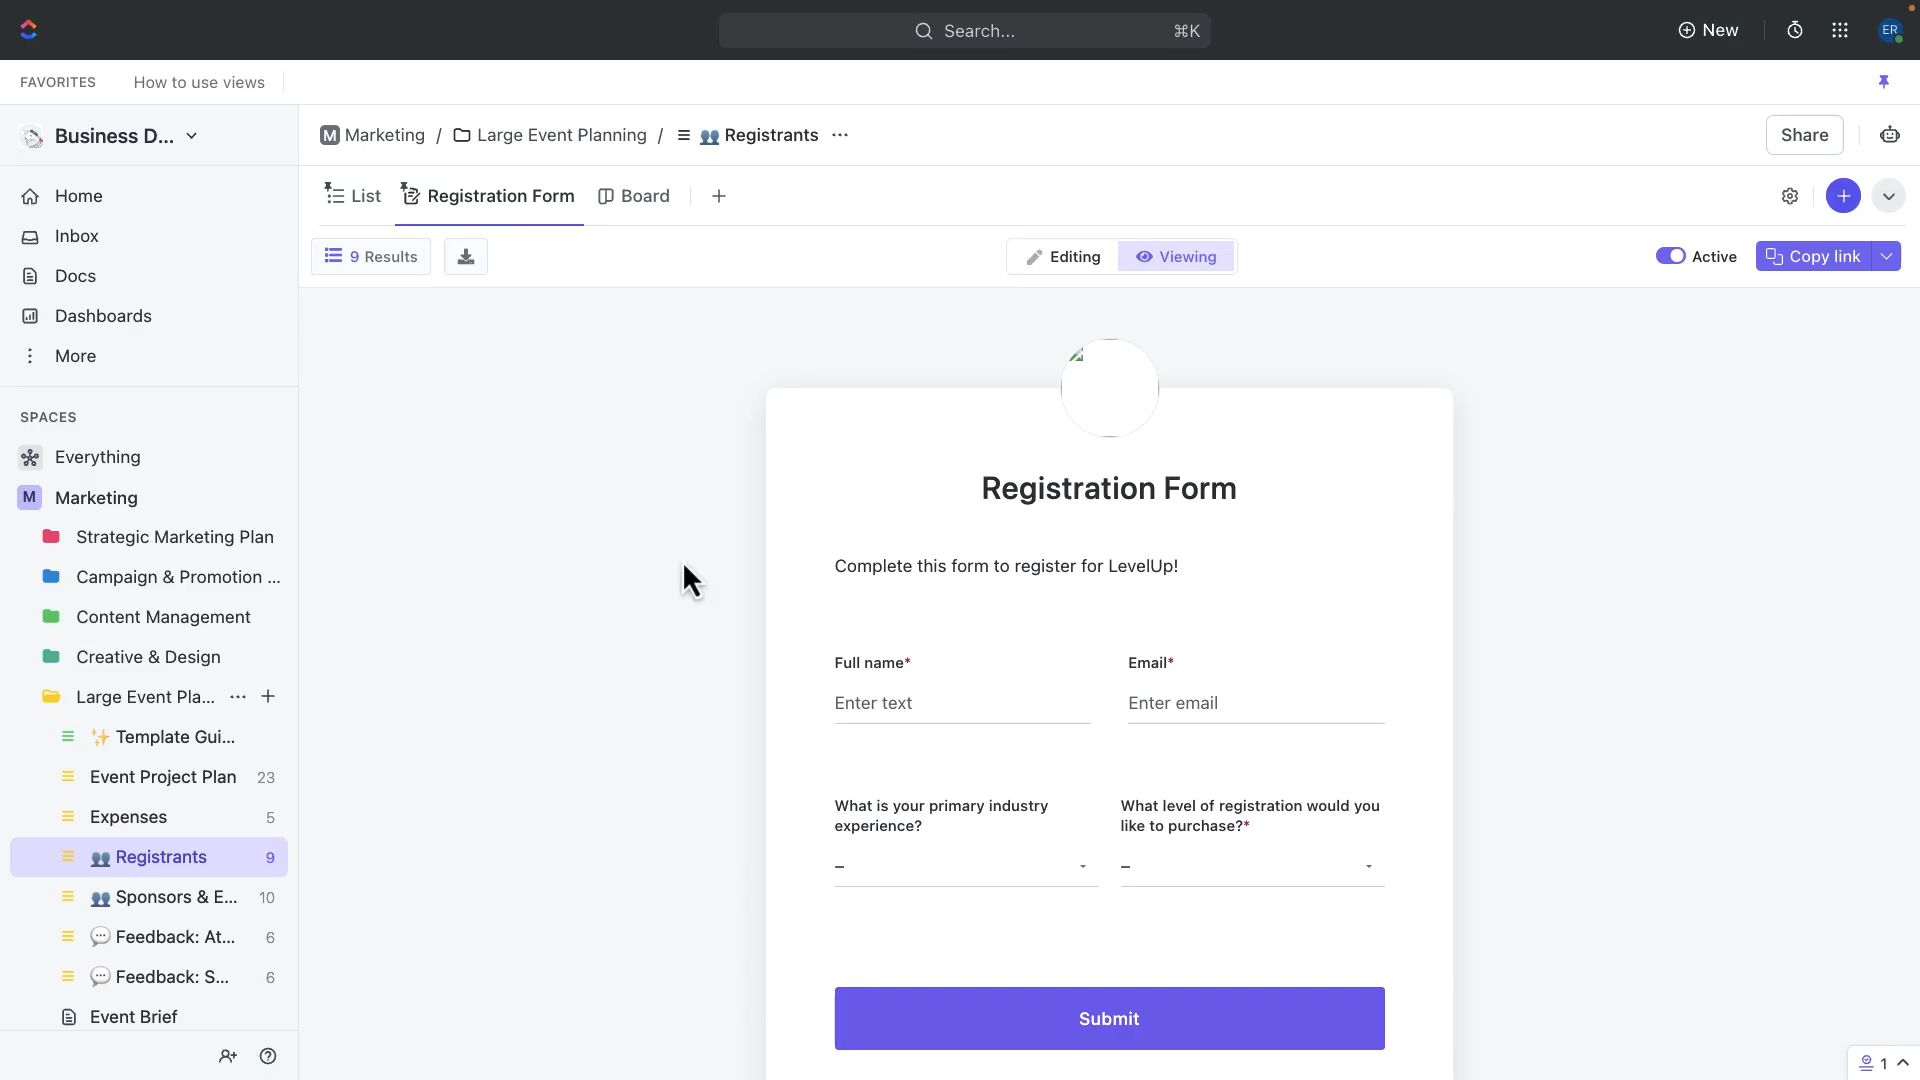 Search...
⌘K
New
ER
FAVORITES
How to use views
Business D...
M Marketing / Large Event Planning / Registrants
Share
Home
Inbox
Docs
Dashboards
More
List
Registration Form
Board
9 Results
Editing
Viewing
Active
Copy link
SPACES
Everything
M Marketing
Strategic Marketing Plan
Campaign & Promotion ...
Content Management
Creative & Design
Large Event Pla...
Template Gui...
Event Project Plan 23
Expenses 5
Registrants 9
Sponsors & E... 10
Feedback: At... 6
Feedback: S... 6
Event Brief
Registration Form
Complete this form to register for LevelUp!
Full name*
Enter text
Email*
Enter email
What is your primary industry
experience?
–
What level of registration would you
like to purchase?*
–
Submit
1